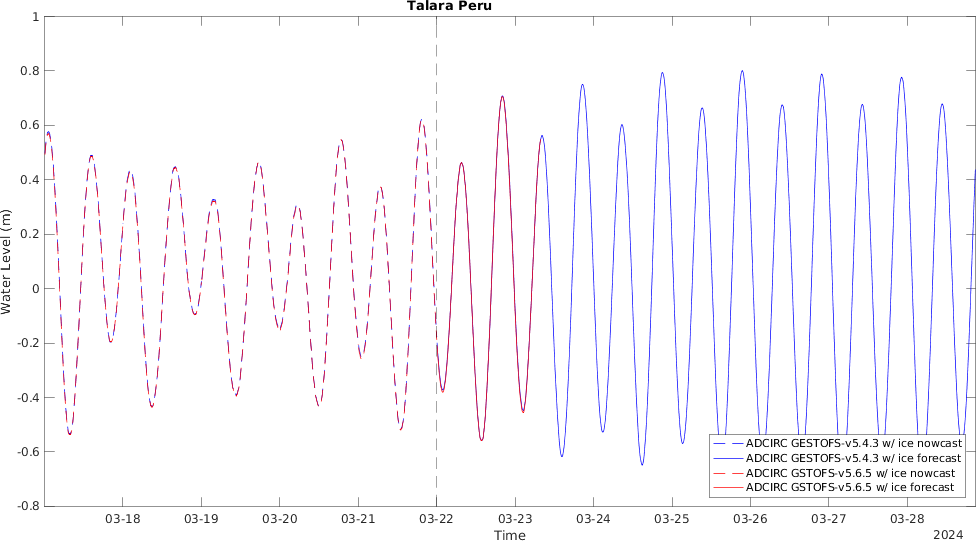 Talara Peru
1
0.8
0.6
0.4
0.2
0
-0.2
-0.4
-0.6
-0.8
Water Level (m)
ADCIRC GESTOFS-v5.4.3 w/ ice nowcast
ADCIRC GESTOFS-v5.4.3 w/ ice forecast
ADCIRC GSTOFS-v5.6.5 w/ ice nowcast
ADCIRC GSTOFS-v5.6.5 w/ ice forecast
03-18 03-19 03-20 03-21 03-22 03-23 03-24 03-25 03-26 03-27 03-28
Time
2024